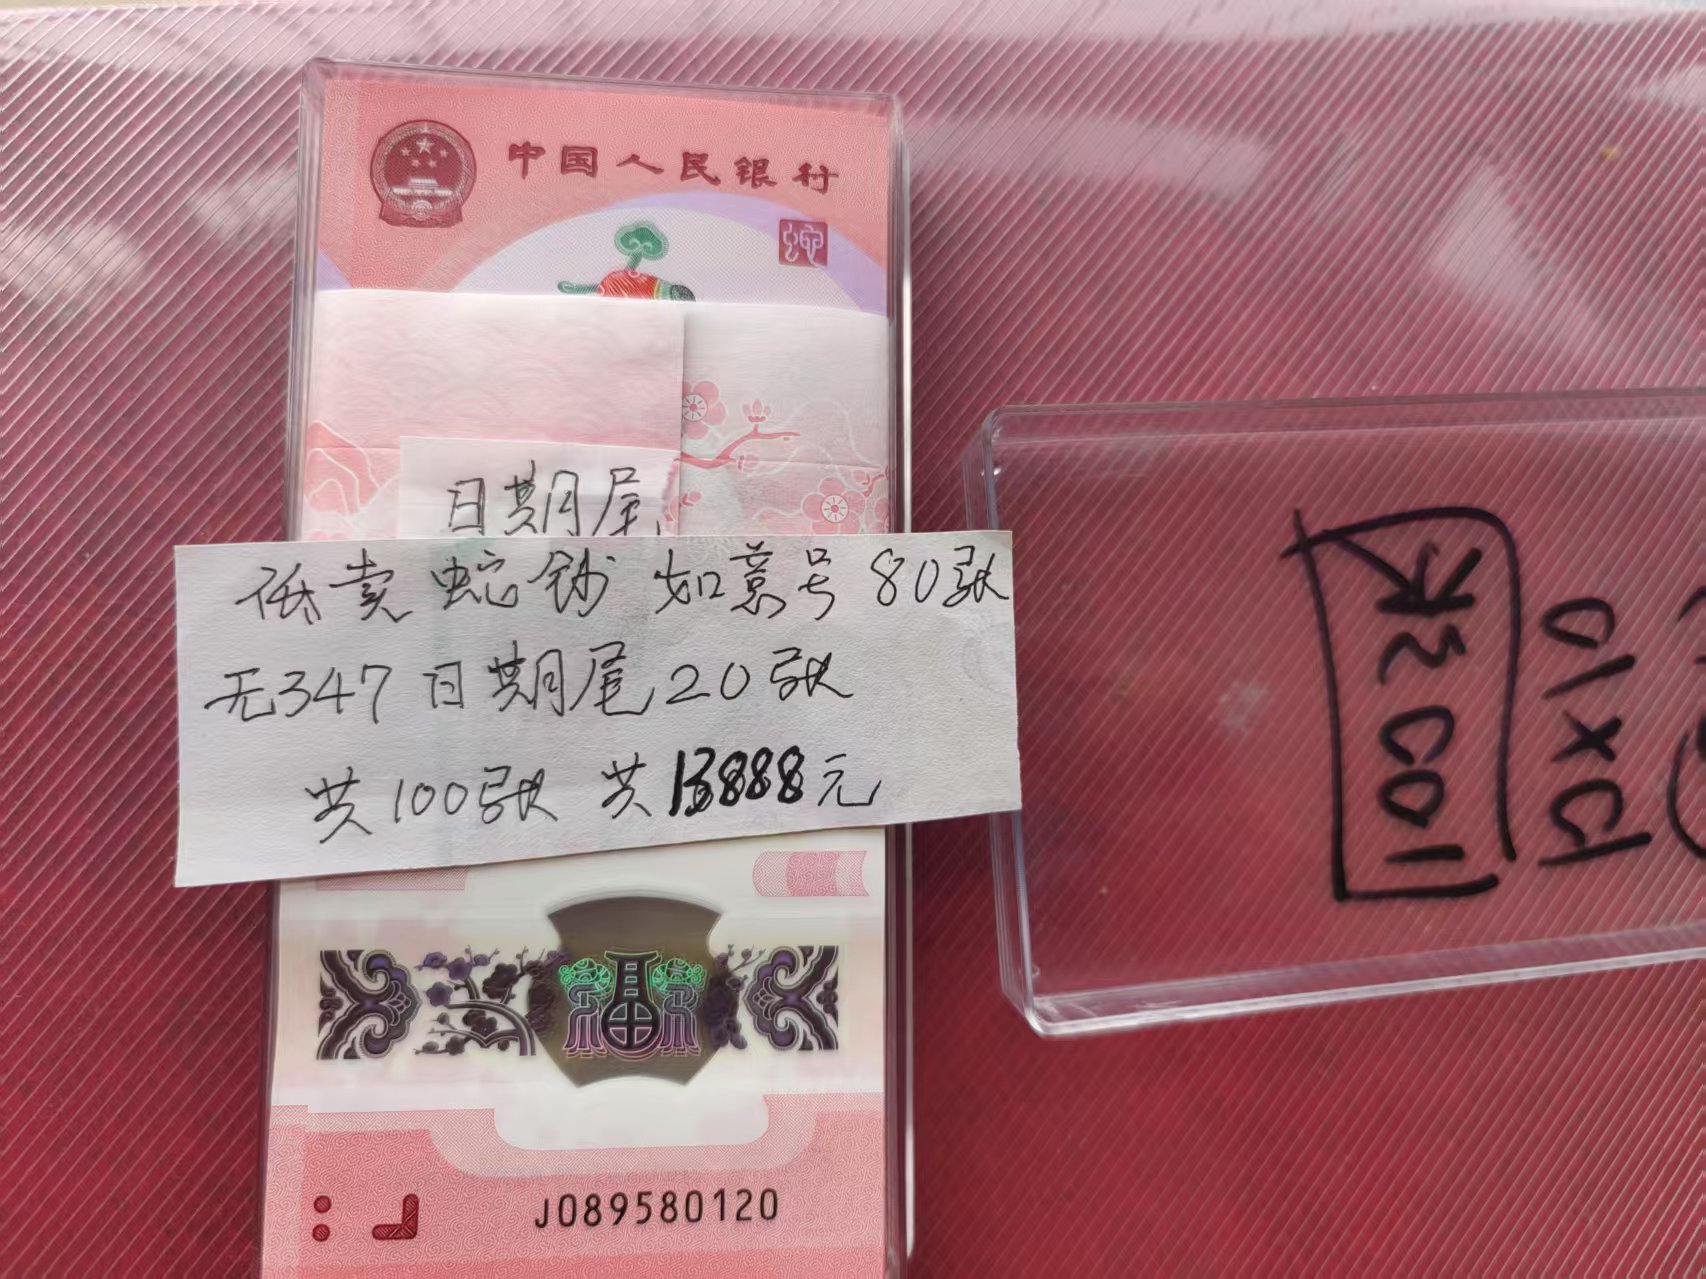 中国人民银行
日期尾
低卖 蛇钞 如意号 80张
无347 日期尾 20张
共100张 共13888元
J089580120